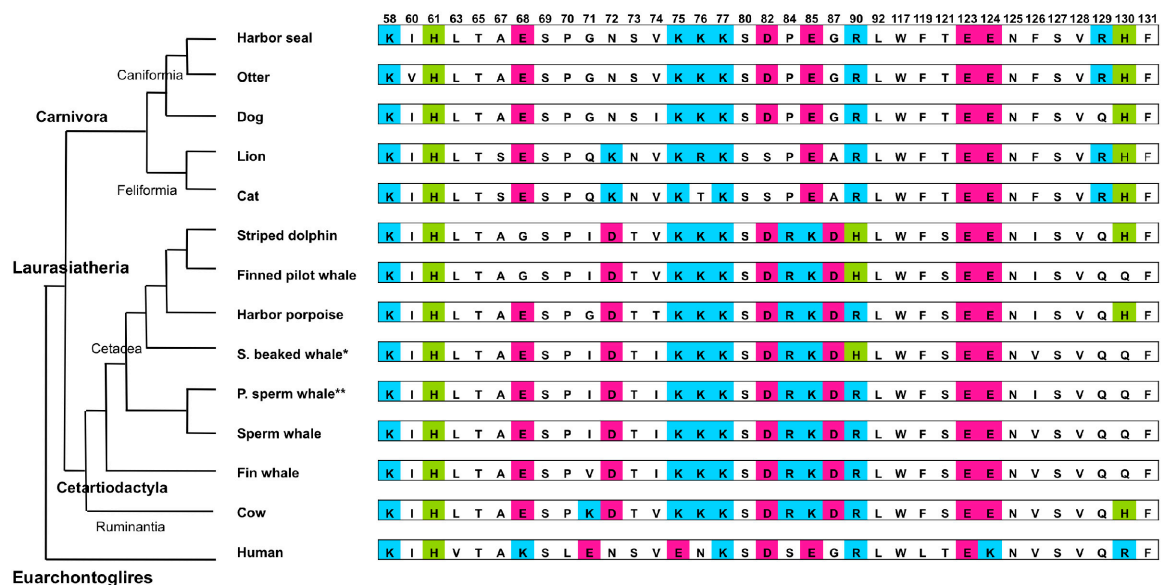 58 60 61 63 65 67 68 69 70 71 72 73 74 75 76 77 80 82 84 85 87 90 92 117 119 121 123 124 125 126 127 128 129 130 131
Harbor seal K I H L T A E S P G N S V K K K S D P E G R L W F T E E N F S V R H F
Caniformia
Otter K V H L T A E S P G N S V K K K S D P E G R L W F T E E N F S V R H F
Carnivora
Dog K I H L T A E S P G N S I K K K S D P E G R L W F T E E N F S V Q H F
Lion K I H L T S E S P Q K N V K R K S S P E A R L W F T E E N F S V R H F
Feliformia
Cat K I H L T S E S P Q K N V K T K S S P E A R L W F T E E N F S V R H F
Striped dolphin K I H L T A G S P I D T V K K K S D R K D H L W F S E E N I S V Q H F
Laurasiatheria
Finned pilot whale K I H L T A G S P I D T V K K K S D R K D H L W F S E E N I S V Q Q F
Harbor porpoise K I H L T A E S P G D T T K K K S D R K D R L W F S E E N I S V Q H F
Cetacea
S. beaked whale* K I H L T A E S P I D T I K K K S D R K D H L W F S E E N V S V Q Q F
P. sperm whale** K I H L T A E S P I D T I K K K S D R K D R L W F S E E N I S V Q Q F
Sperm whale K I H L T A E S P I D T I K K K S D R K D R L W F S E E N V S V Q Q F
Fin whale K I H L T A E S P V D T I K K K S D R K D R L W F S E E N V S V Q Q F
Cetartiodactyla
Cow K I H L T A E S P K D T V K K K S D R K D R L W F S E E N V S V Q H F
Ruminantia
Human K I H V T A K S L E N S V E N K S D S E G R L W L T E K N V S V Q R F
Euarchontoglires